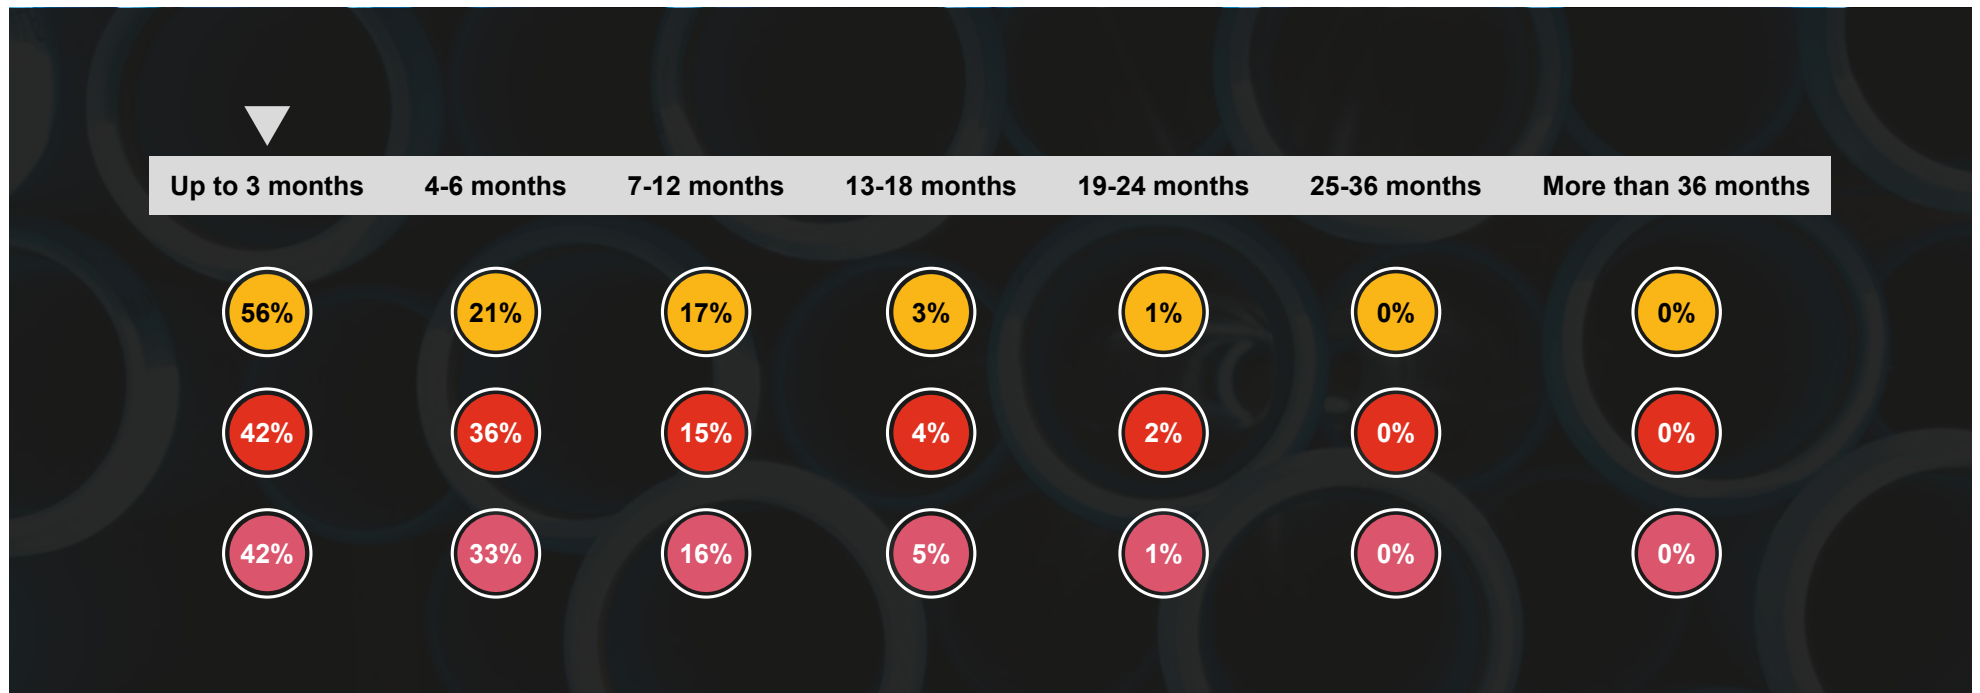 Up to 3 months 4-6 months 7-12 months 13-18 months 19-24 months 25-36 months More than 36 months
56% 21% 17% 3% 1% 0% 0%
42% 36% 15% 4% 2% 0% 0%
42% 33% 16% 5% 1% 0% 0%